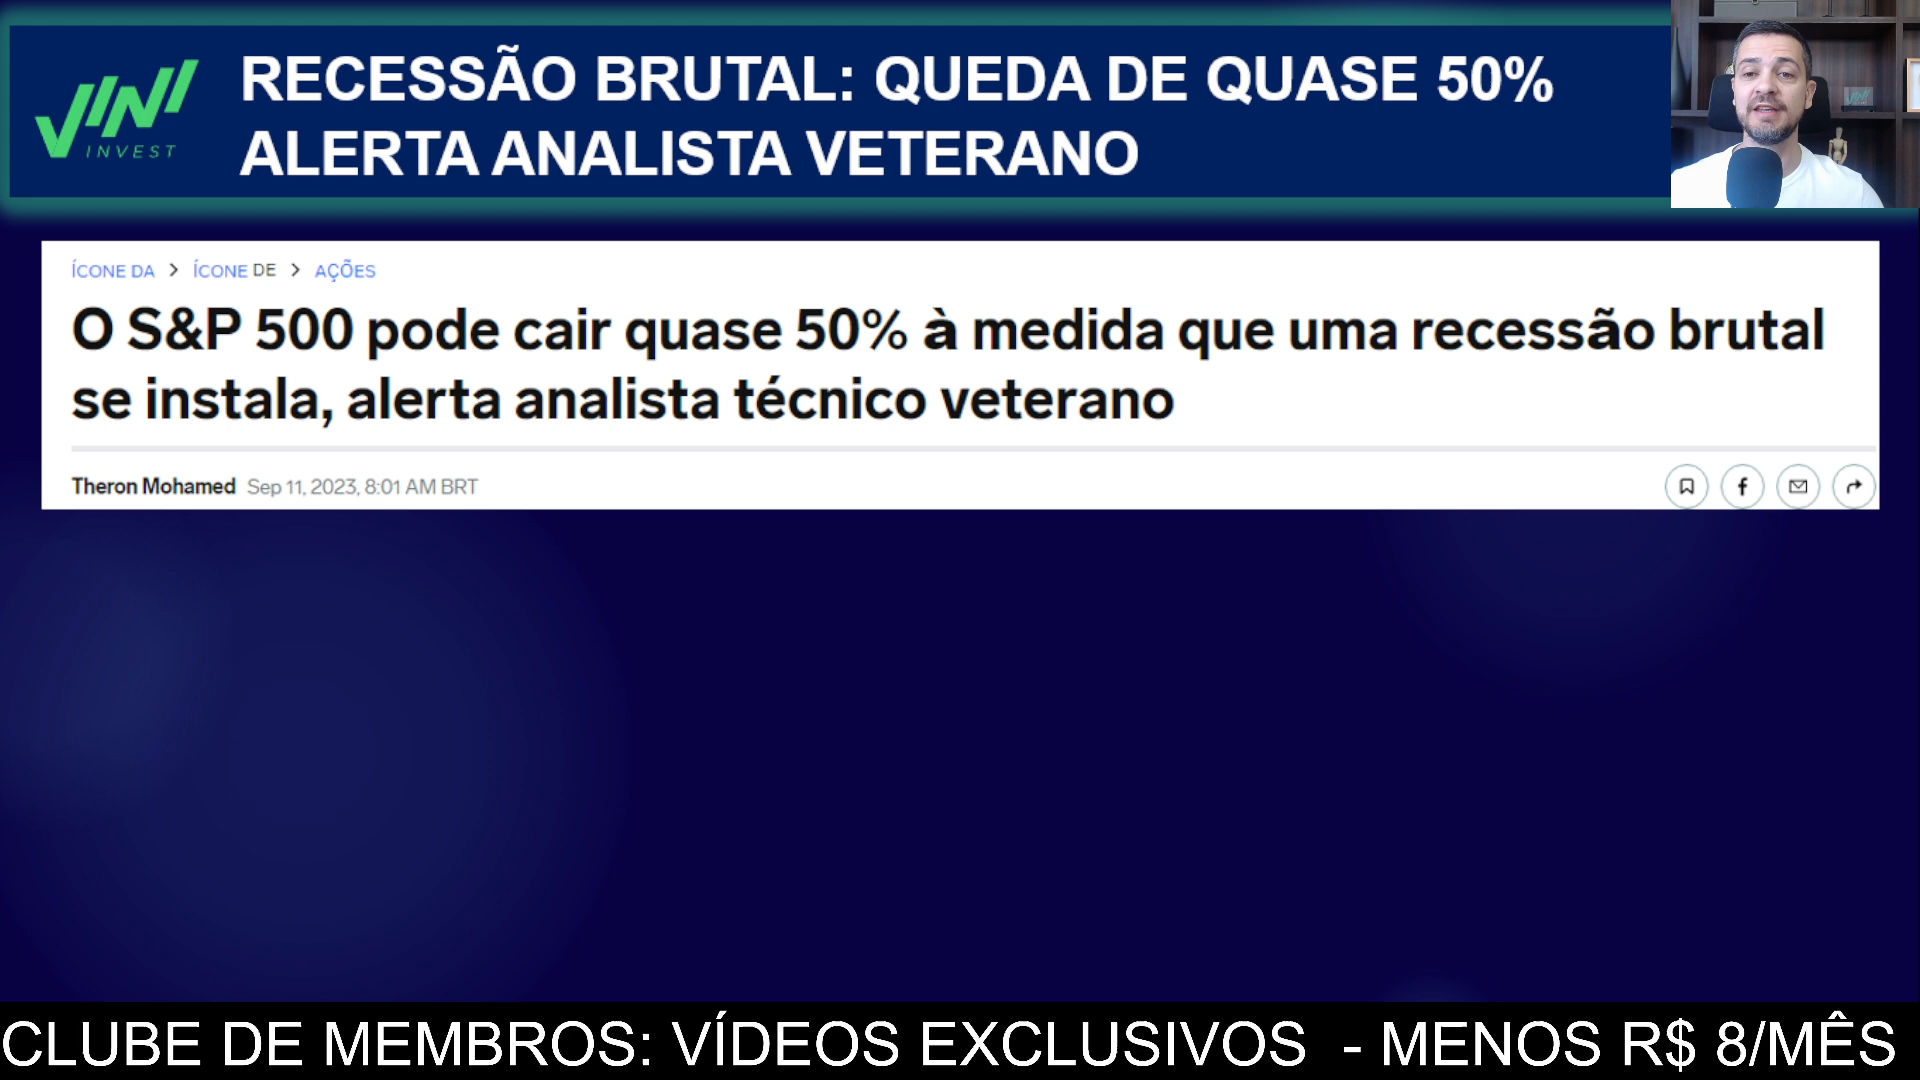 VINI
INVEST
RECESSÃO BRUTAL: QUEDA DE QUASE 50%
ALERTA ANALISTA VETERANO
ÍCONE DA > ÍCONE DE > AÇÕES
O S&P 500 pode cair quase 50% à medida que uma recessão brutal
se instala, alerta analista técnico veterano
Theron Mohamed Sep 11, 2023, 8:01 AM BRT
CLUBE DE MEMBROS: VÍDEOS EXCLUSIVOS - MENOS R$ 8/MÊS